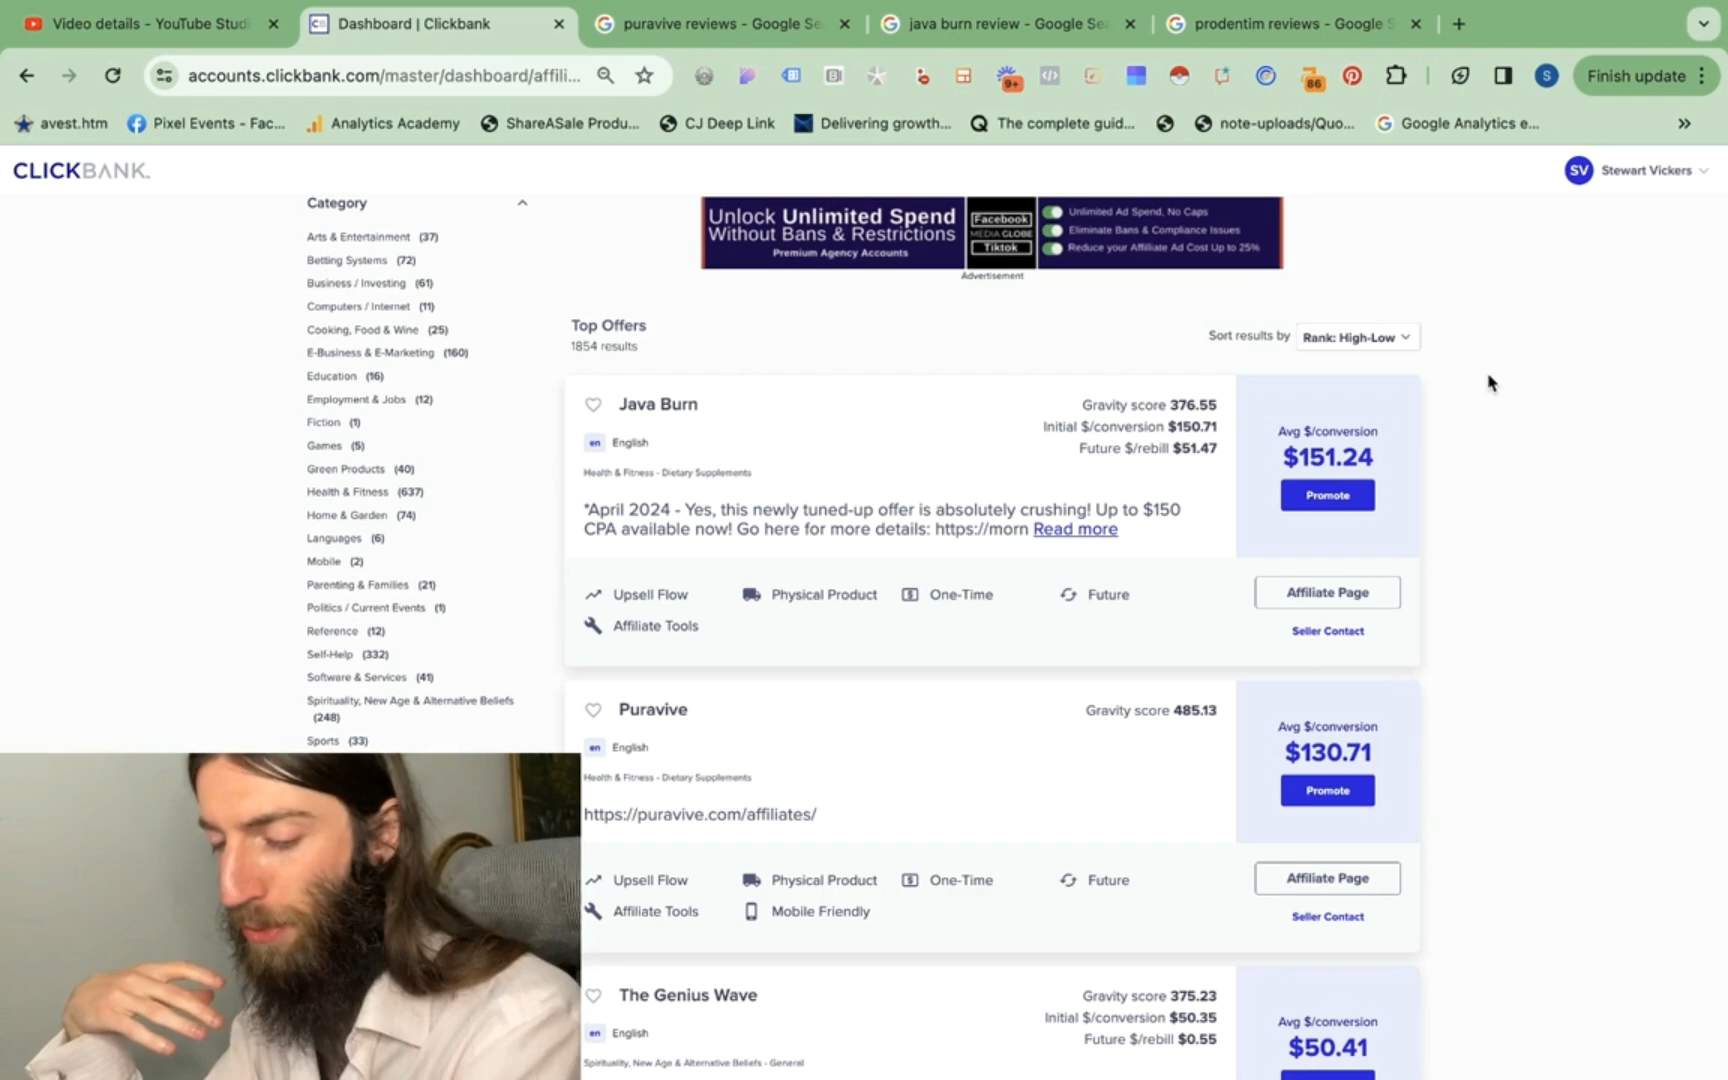 Video details - YouTube Stud
Dashboard | Clickbank
puravive reviews - Google Se
java burn review - Google Se
prodentim reviews - Google S
accounts.clickbank.com/master/dashboard/affili...
9+
86
S
Finish update
avest.htm
Pixel Events - Fac...
Analytics Academy
ShareASale Produ...
CJ Deep Link
Delivering growth...
The complete guid...
note-uploads/Quo...
Google Analytics e...
CLICKBANK.
SV
Stewart Vickers
Category
Arts & Entertainment (37)
Betting Systems (72)
Business / Investing (61)
Computers / Internet (11)
Cooking, Food & Wine (25)
E-Business & E-Marketing (160)
Education (16)
Employment & Jobs (12)
Fiction (1)
Games (5)
Green Products (40)
Health & Fitness (637)
Home & Garden (74)
Languages (6)
Mobile (2)
Parenting & Families (21)
Politics / Current Events (1)
Reference (12)
Self-Help (332)
Software & Services (41)
Spirituality, New Age & Alternative Beliefs
(248)
Sports (33)
Unlock Unlimited Spend
Without Bans & Restrictions
Premium Agency Accounts
Facebook
MEDIA GLOBE
Tiktok
Unlimited Ad Spend, No Caps
Eliminate Bans & Compliance Issues
Reduce your Affiliate Ad Cost Up to 25%
Advertisement
Top Offers
1854 results
Sort results by
Rank: High-Low
Java Burn
en English
Health & Fitness - Dietary Supplements
Gravity score 376.55
Initial $/conversion $150.71
Future $/rebill $51.47
*April 2024 - Yes, this newly tuned-up offer is absolutely crushing! Up to $150
CPA available now! Go here for more details: https://morn Read more
Avg $/conversion
$151.24
Promote
Upsell Flow
Physical Product
One-Time
Future
Affiliate Tools
Affiliate Page
Seller Contact
Puravive
en English
Health & Fitness - Dietary Supplements
Gravity score 485.13
https://puravive.com/affiliates/
Avg $/conversion
$130.71
Promote
Upsell Flow
Physical Product
One-Time
Future
Affiliate Tools
Mobile Friendly
Affiliate Page
Seller Contact
The Genius Wave
en English
Spirituality, New Age & Alternative Beliefs - General
Gravity score 375.23
Initial $/conversion $50.35
Future $/rebill $0.55
Avg $/conversion
$50.41